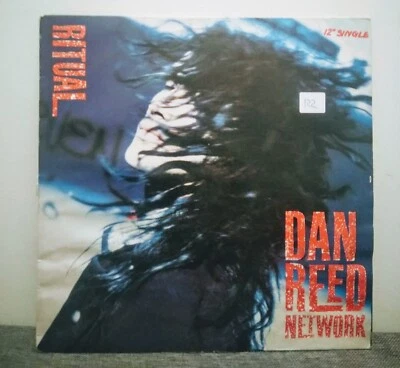 RITUAL
12" SINGLE
DAN
REED
NETWORK